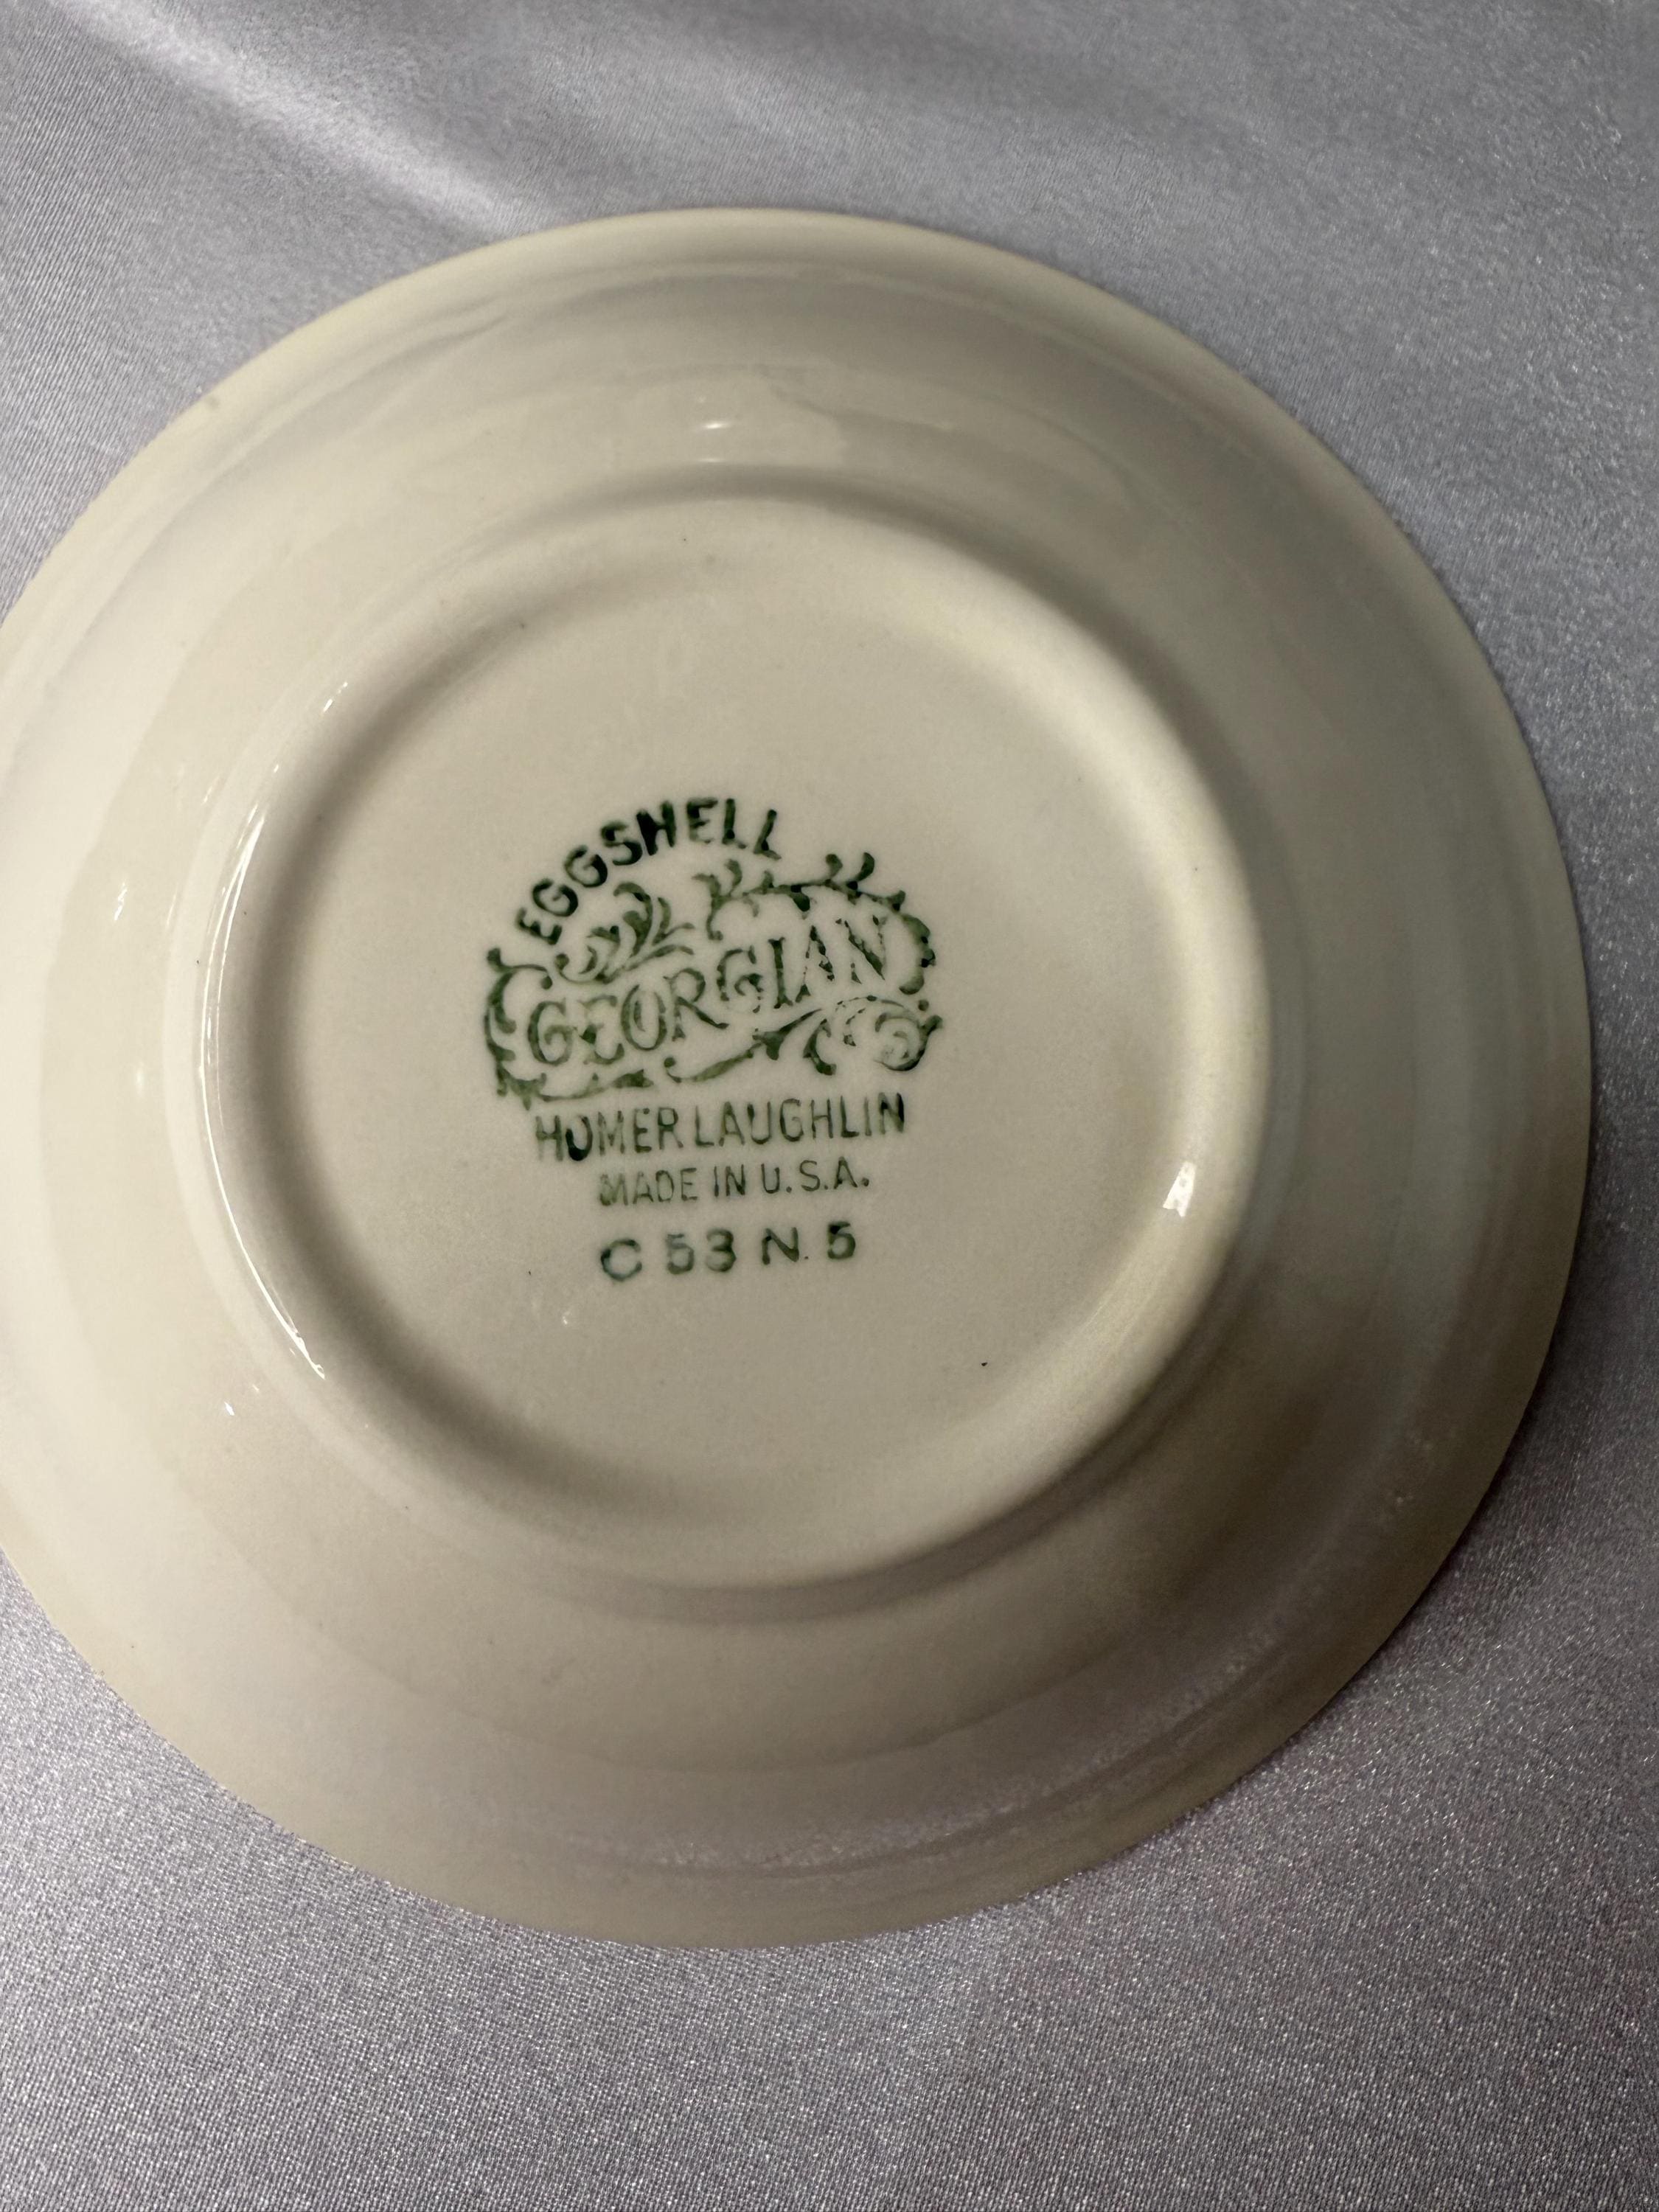 EGGSHELL
GEORGIAN
HOMER LAUGHLIN
MADE IN U.S.A.
C 53 N 5